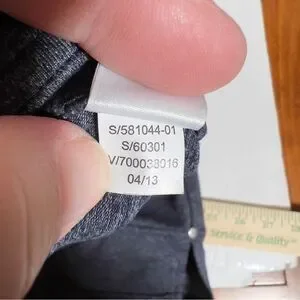 S/581044-01
S/60301
V/700038016
04/13
Service & Quality